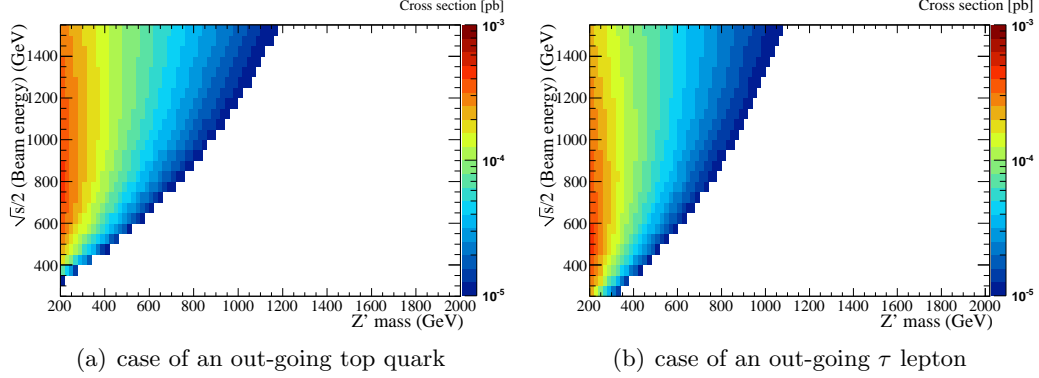 Cross section [pb]
√s/2 (Beam energy) (GeV)
1400
1200
1000
800
600
400
200 400 600 800 1000 1200 1400 1600 1800 2000
Z' mass (GeV)
10^-3
10^-4
10^-5
(a) case of an out-going top quark
Cross section [pb]
√s/2 (Beam energy) (GeV)
1400
1200
1000
800
600
400
200 400 600 800 1000 1200 1400 1600 1800 2000
Z' mass (GeV)
10^-3
10^-4
10^-5
(b) case of an out-going τ lepton